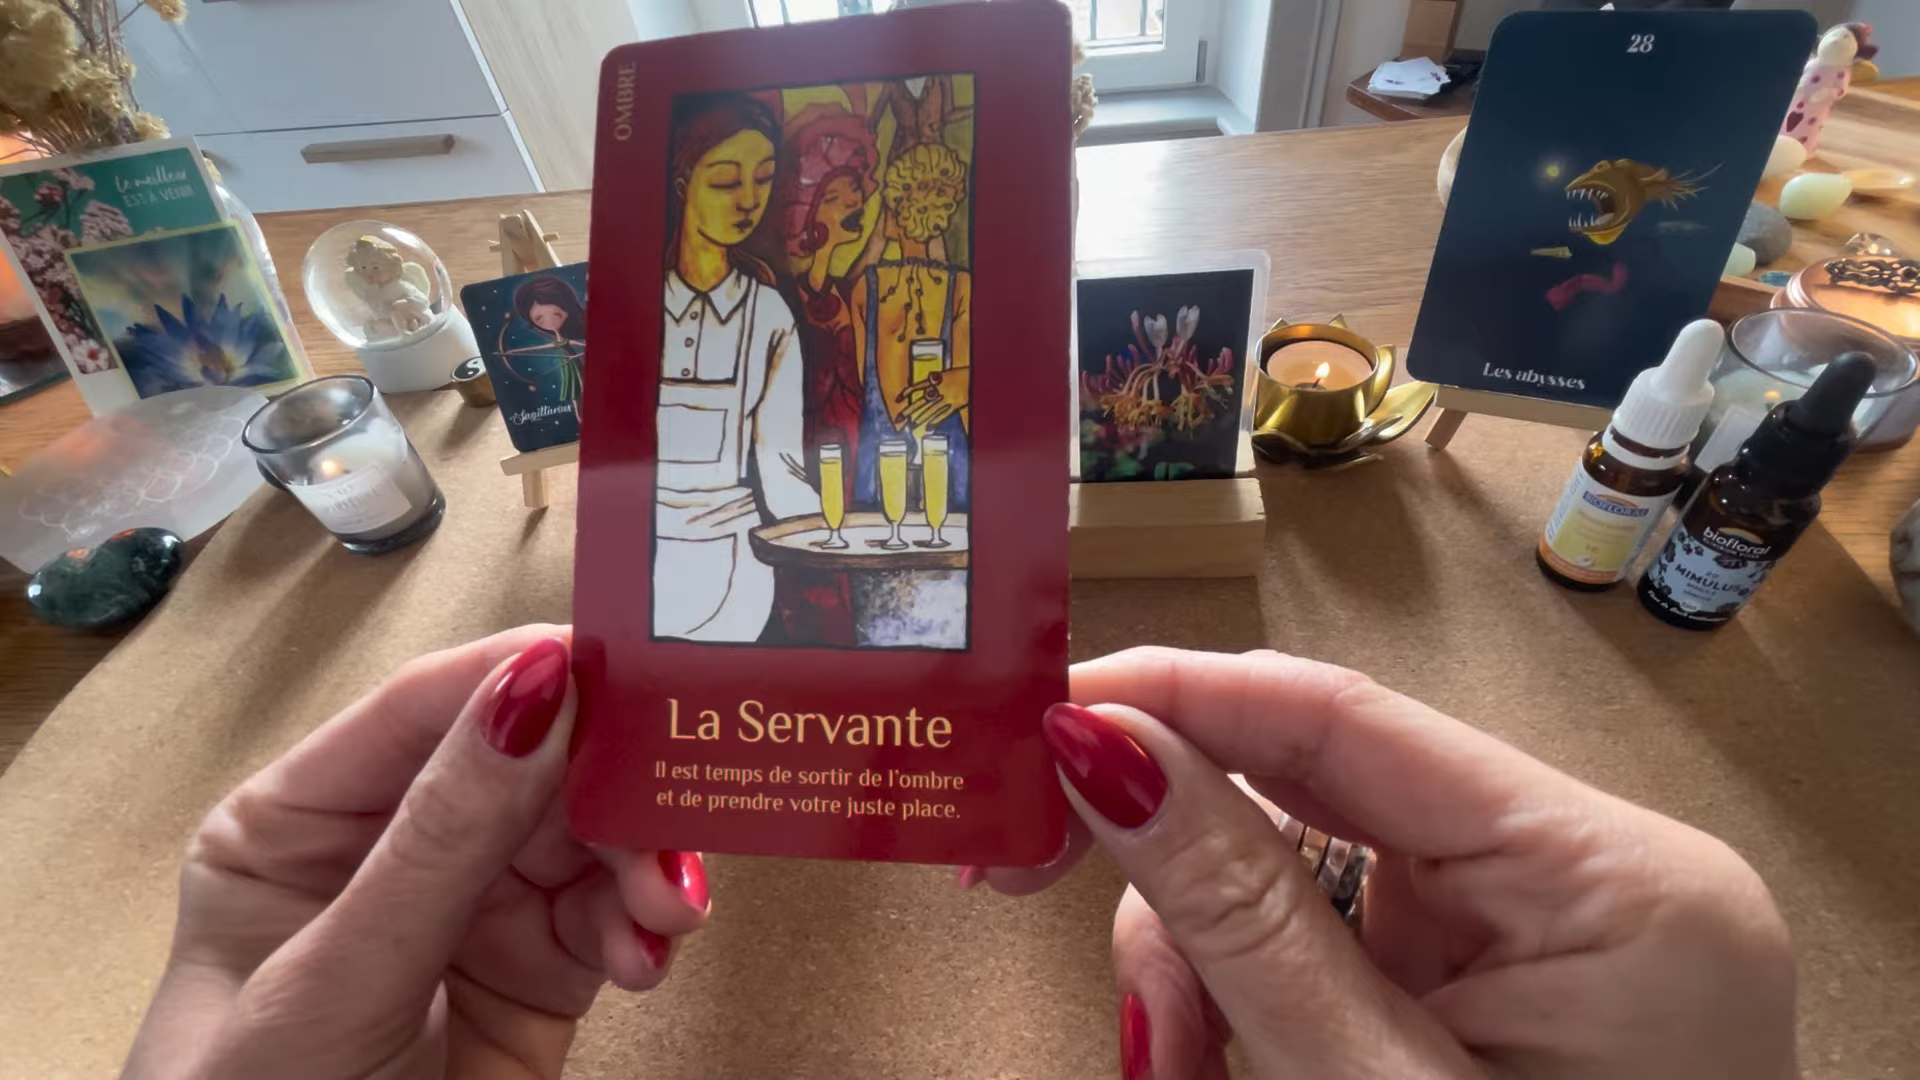 OMBRE
La Servante
Il est temps de sortir de l'ombre
et de prendre votre juste place.
28
Les abysses
Le meilleur
EST À VENIR
Sagittarius
BIOFLORAL
biofloral
MIMULUS